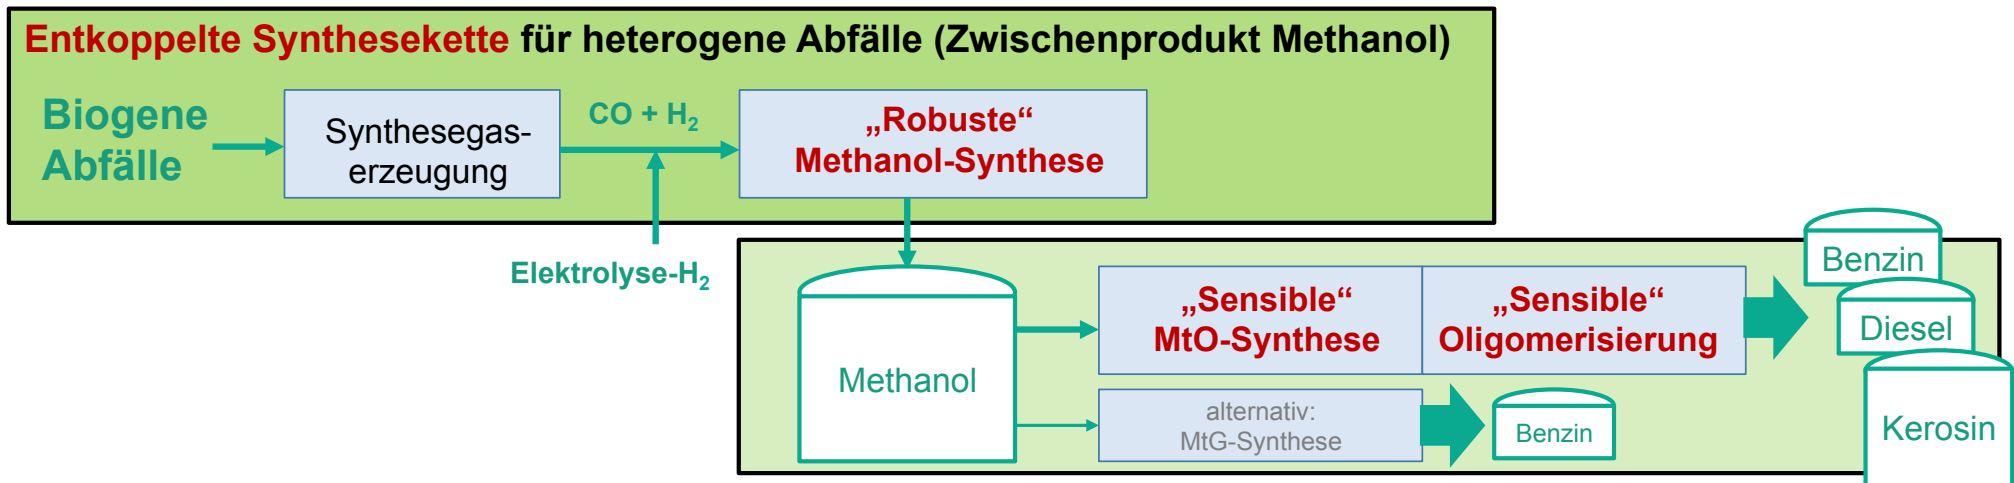 Entkoppelte Synthesekette für heterogene Abfälle (Zwischenprodukt Methanol)
Biogene
Abfälle
Synthesegas-
erzeugung
CO + H₂
„Robuste“
Methanol-Synthese
Elektrolyse-H₂
Methanol
„Sensible“
MtO-Synthese
„Sensible“
Oligomerisierung
alternativ:
MtG-Synthese
Benzin
Benzin
Diesel
Kerosin